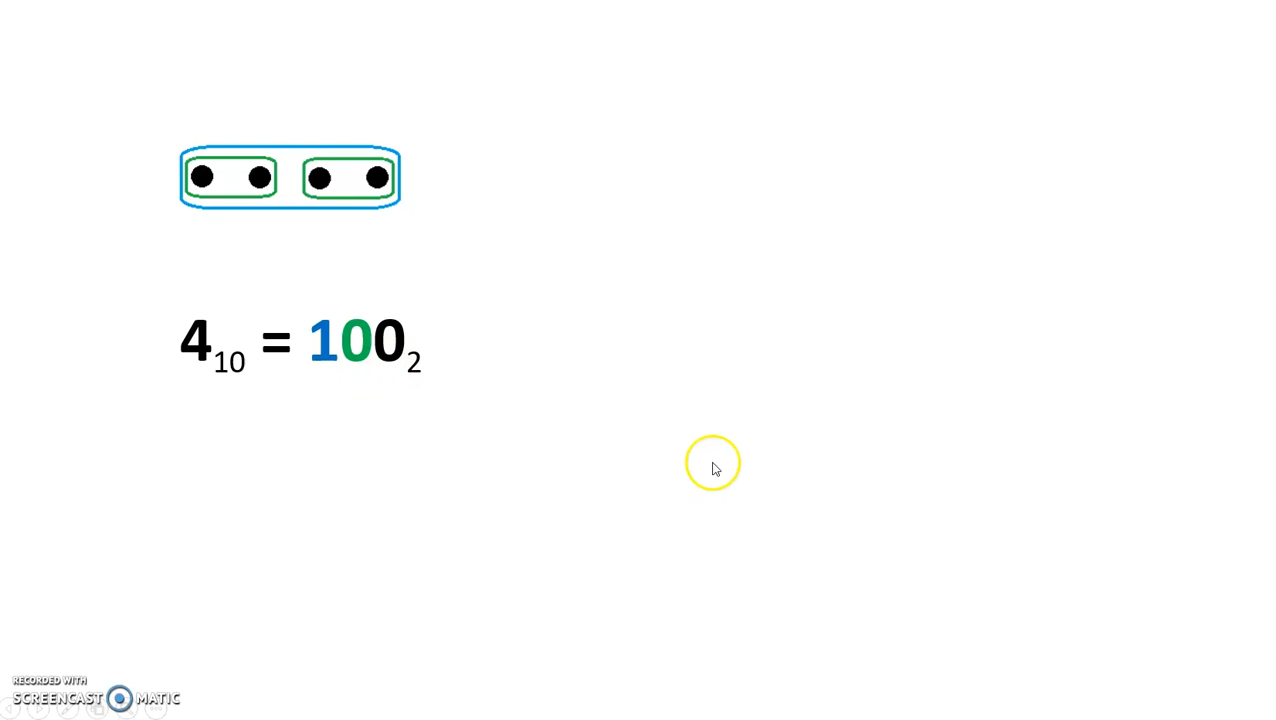 4₁₀ = 100₂
RECORDED WITH
SCREENCAST MATIC